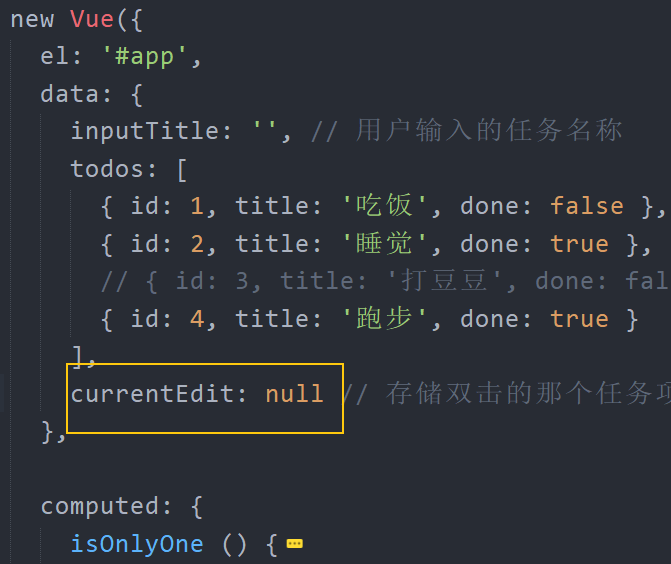 new Vue({
el: '#app',
data: {
inputTitle: '', // 用户输入的任务名称
todos: [
{ id: 1, title: '吃饭', done: false },
{ id: 2, title: '睡觉', done: true },
// { id: 3, title: '打豆豆', done: fal
{ id: 4, title: '跑步', done: true }
],
currentEdit: null // 存储双击的那个任务项
},
computed: {
isOnlyOne () {